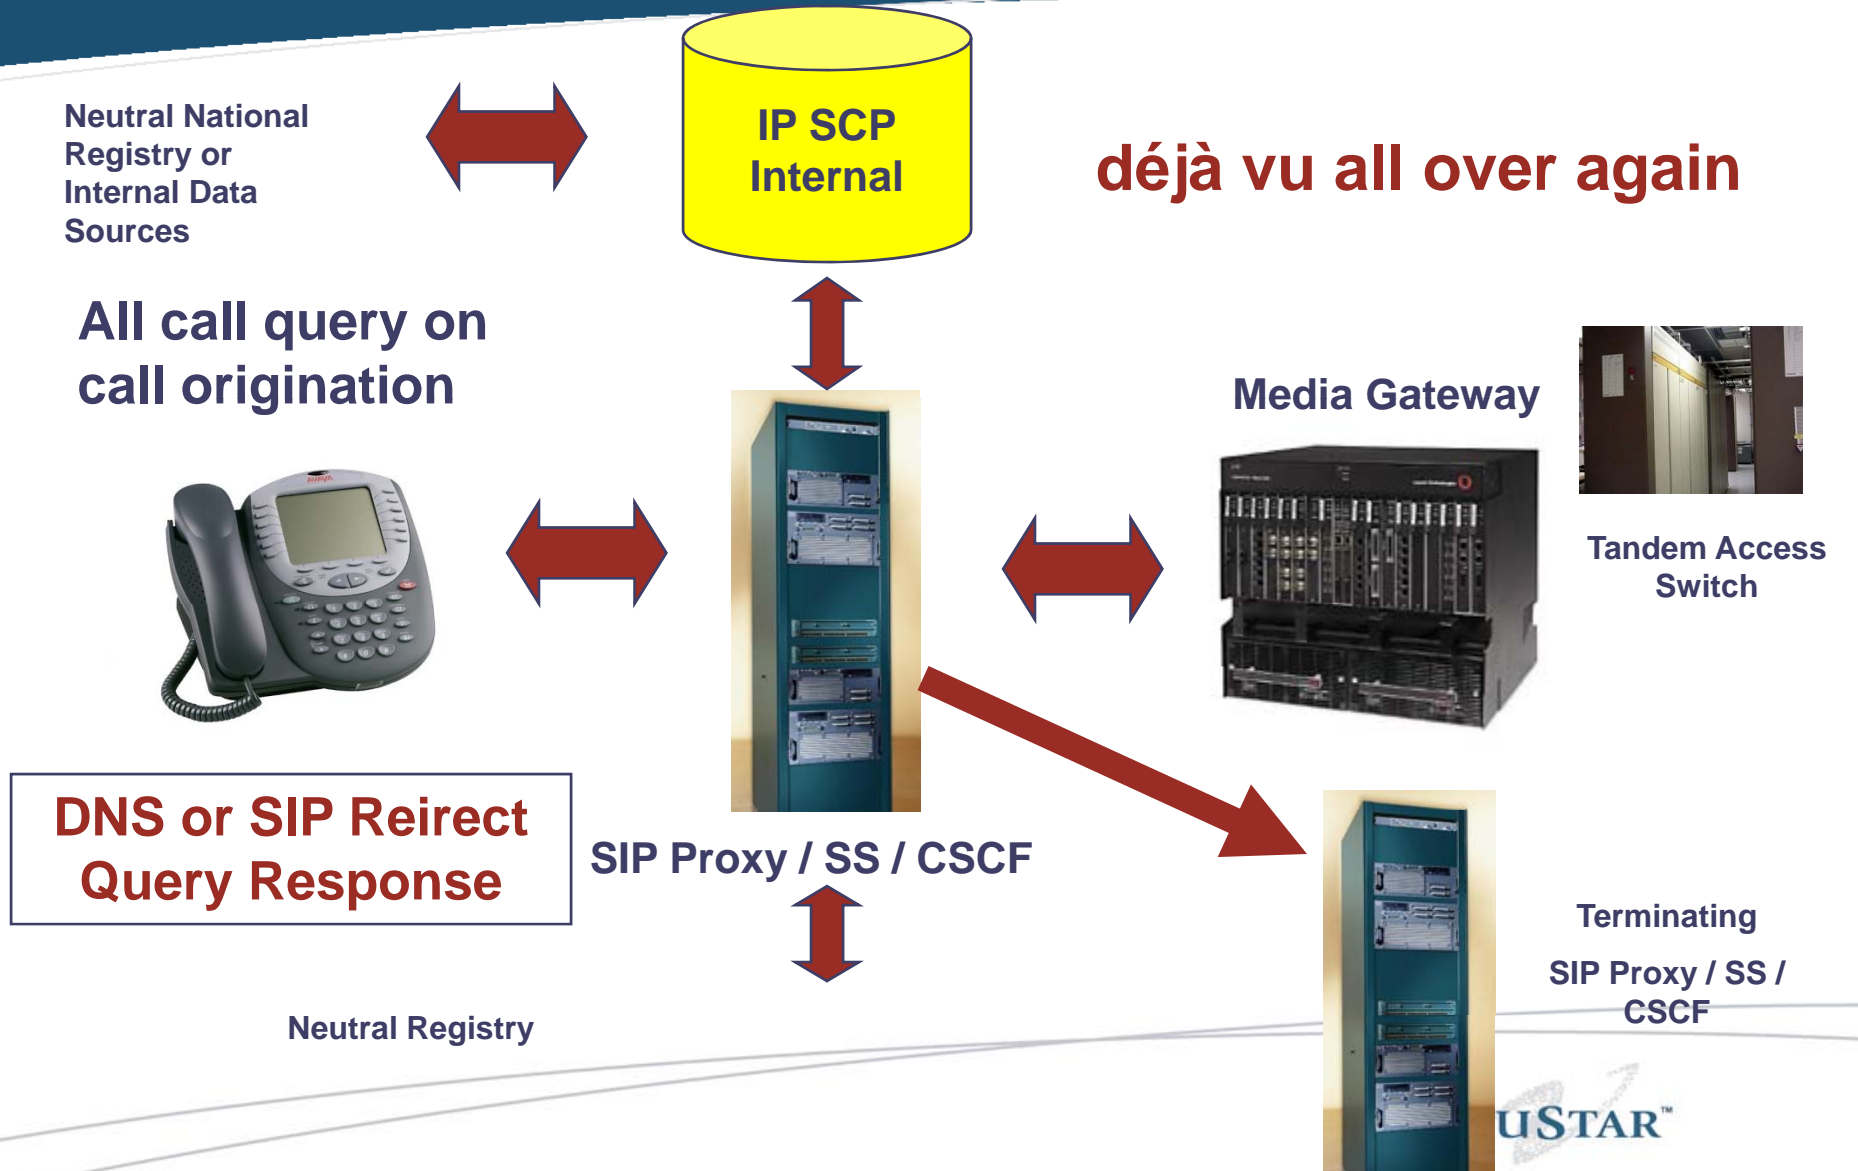 Neutral National
Registry or
Internal Data
Sources
IP SCP
Internal
déjà vu all over again
All call query on
call origination
Media Gateway
AVAYA
Tandem Access
Switch
DNS or SIP Reirect
Query Response
SIP Proxy / SS / CSCF
Terminating
SIP Proxy / SS /
CSCF
Neutral Registry
USTAR™